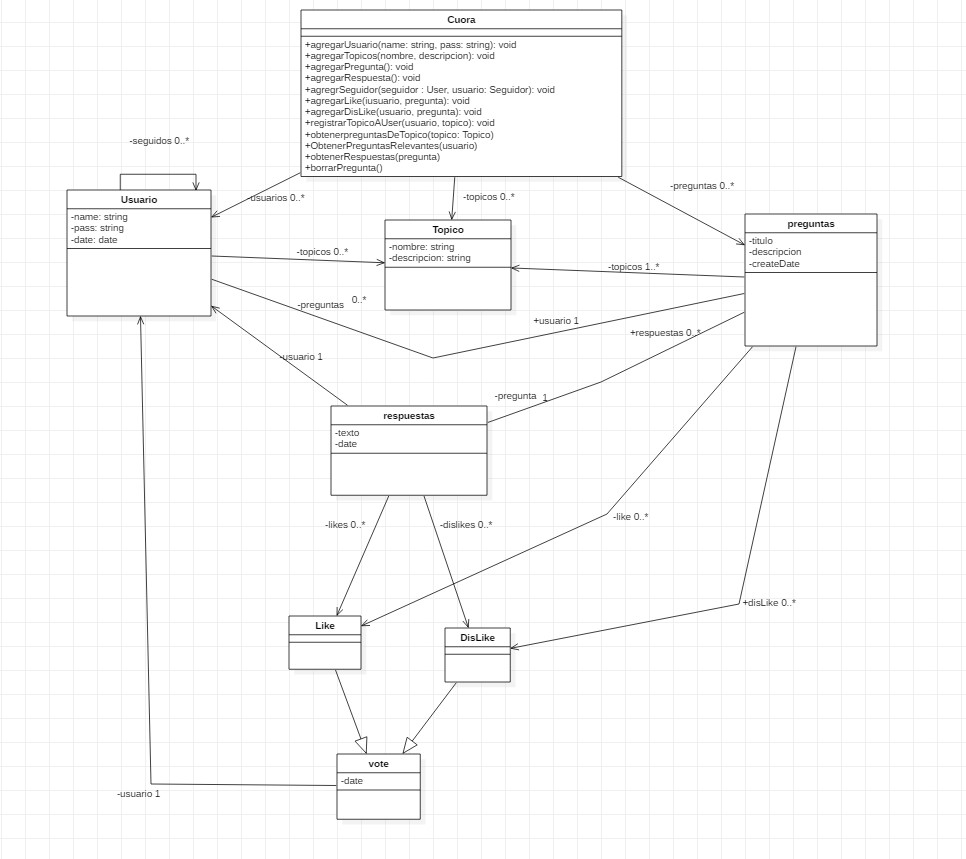 Cuora
+agregarUsuario(name: string, pass: string): void
+agregarTopicos(nombre, descripcion): void
+agregarPregunta(): void
+agregarRespuesta(): void
+agregrSeguidor(seguidor : User, usuario: Seguidor): void
+agregarLike(iusuario, pregunta): void
+agregarDisLike(usuario, pregunta): void
+registrarTopicoAUser(usuario, topico): void
+obtenerpreguntasDeTopico(topico: Topico)
+ObtenerPreguntasRelevantes(usuario)
+obtenerRespuestas(pregunta)
+borrarPregunta()
-seguidos 0..*
-usuarios 0..*
-topicos 0..*
-preguntas 0..*
Usuario
-name: string
-pass: string
-date: date
Topico
-nombre: string
-descripcion: string
preguntas
-titulo
-descripcion
-createDate
-topicos 0..*
-topicos 1..*
-preguntas 0..*
+usuario 1
+respuestas 0..*
-usuario 1
-pregunta 1
respuestas
-texto
-date
-likes 0..*
-dislikes 0..*
-like 0..*
+disLike 0..*
Like
DisLike
vote
-date
-usuario 1